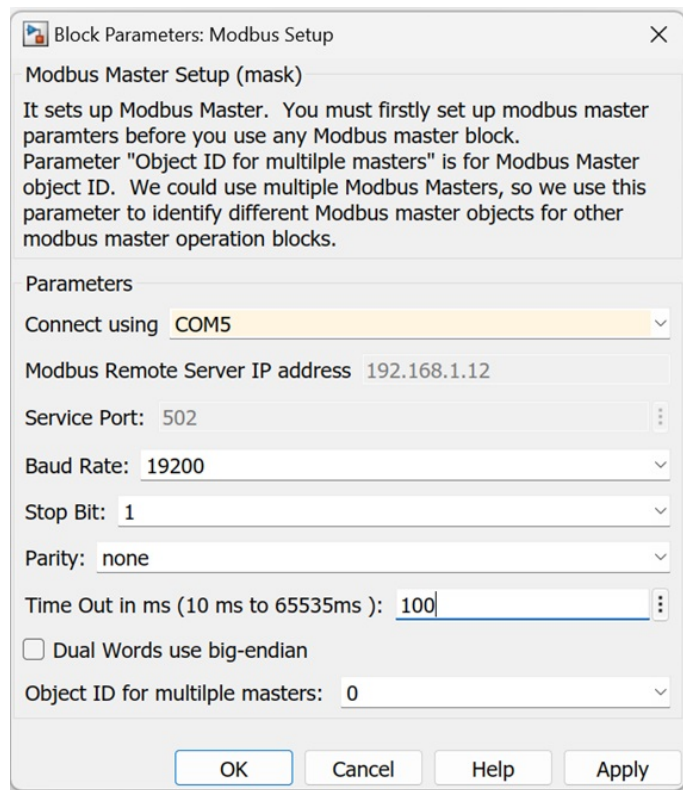 Block Parameters: Modbus Setup
Modbus Master Setup (mask)
It sets up Modbus Master.  You must firstly set up modbus master
paramters before you use any Modbus master block.
Parameter "Object ID for multilple masters" is for Modbus Master
object ID.  We could use multiple Modbus Masters, so we use this
parameter to identify different Modbus master objects for other
modbus master operation blocks.
Parameters
Connect using COM5
Modbus Remote Server IP address 192.168.1.12
Service Port: 502
Baud Rate: 19200
Stop Bit: 1
Parity: none
Time Out in ms (10 ms to 65535ms ): 100
Dual Words use big-endian
Object ID for multilple masters: 0
OK Cancel Help Apply